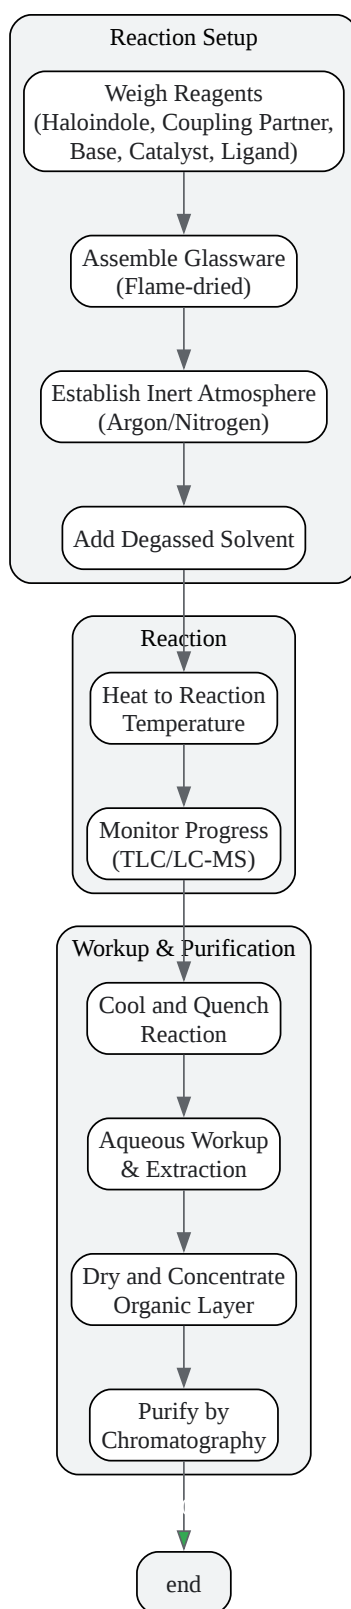 Reaction Setup
Weigh Reagents
(Haloindole, Coupling Partner,
Base, Catalyst, Ligand)
Assemble Glassware
(Flame-dried)
Establish Inert Atmosphere
(Argon/Nitrogen)
Add Degassed Solvent
Reaction
Heat to Reaction
Temperature
Monitor Progress
(TLC/LC-MS)
Workup & Purification
Cool and Quench
Reaction
Aqueous Workup
& Extraction
Dry and Concentrate
Organic Layer
Purify by
Chromatography
end